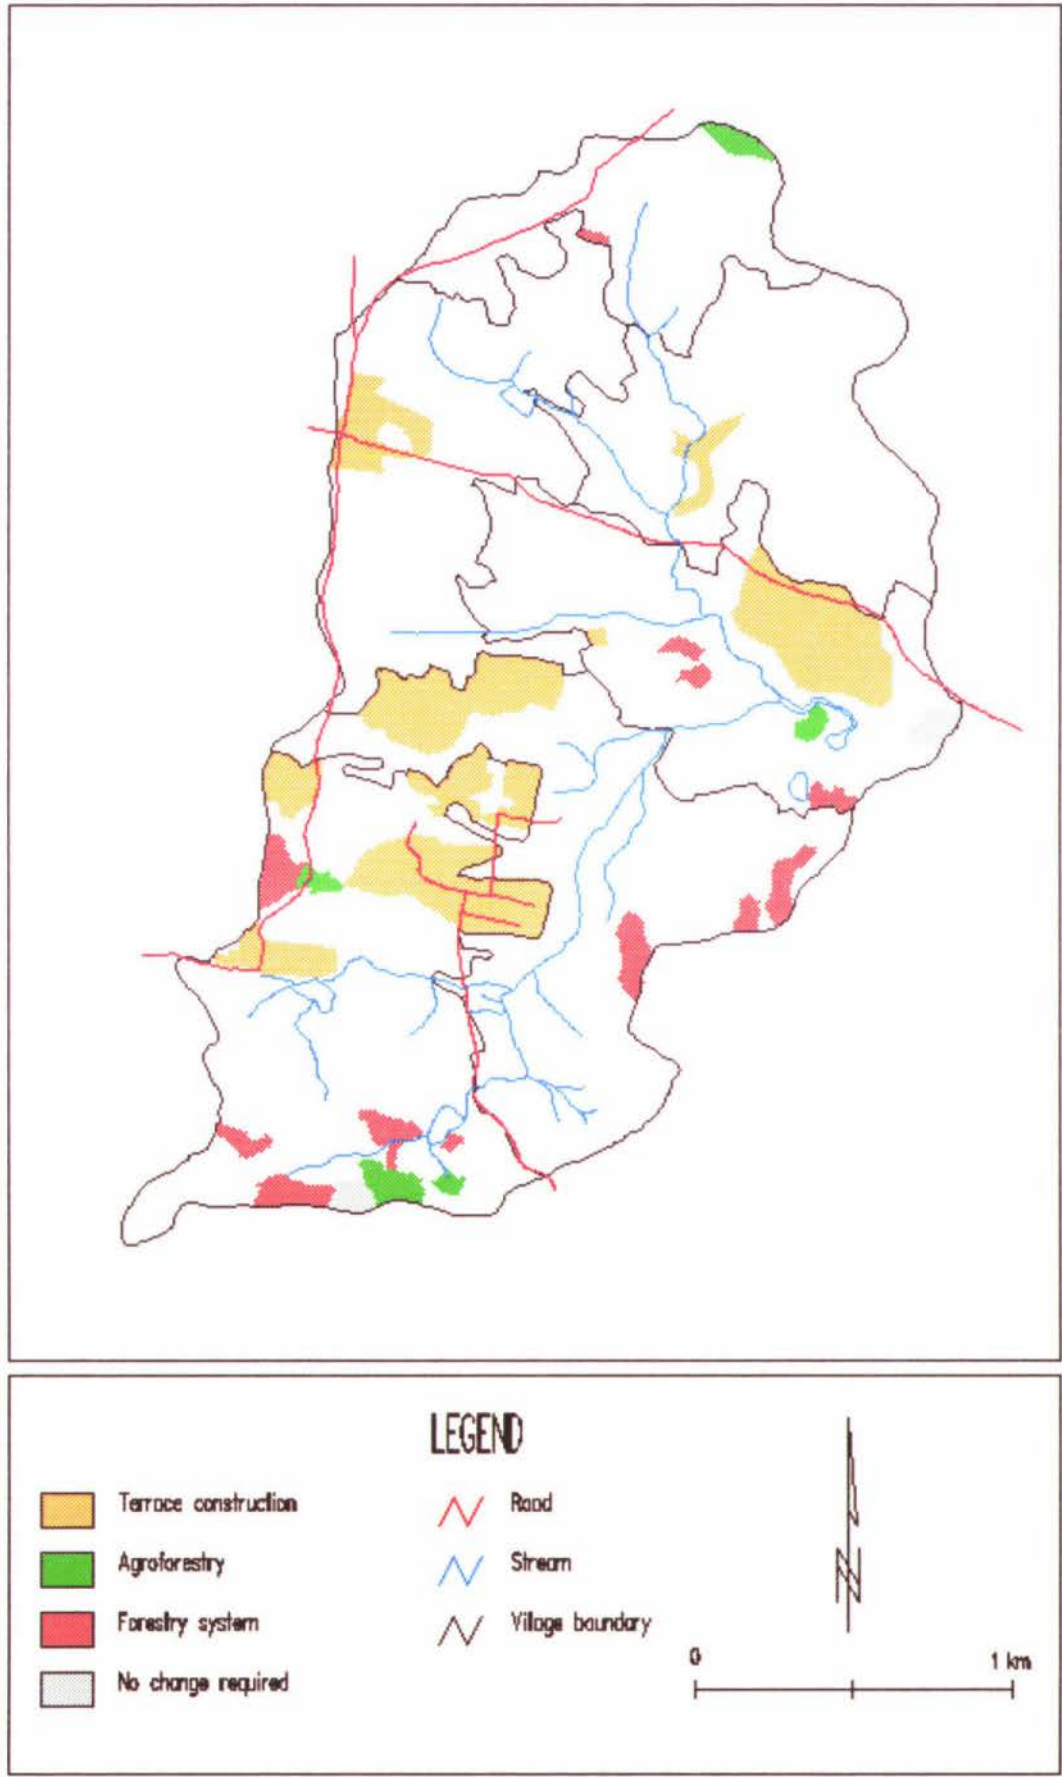 LEGEND
Terrace construction
Agroforestry
Forestry system
No change required
Road
Stream
Village boundary
N
0 1 km